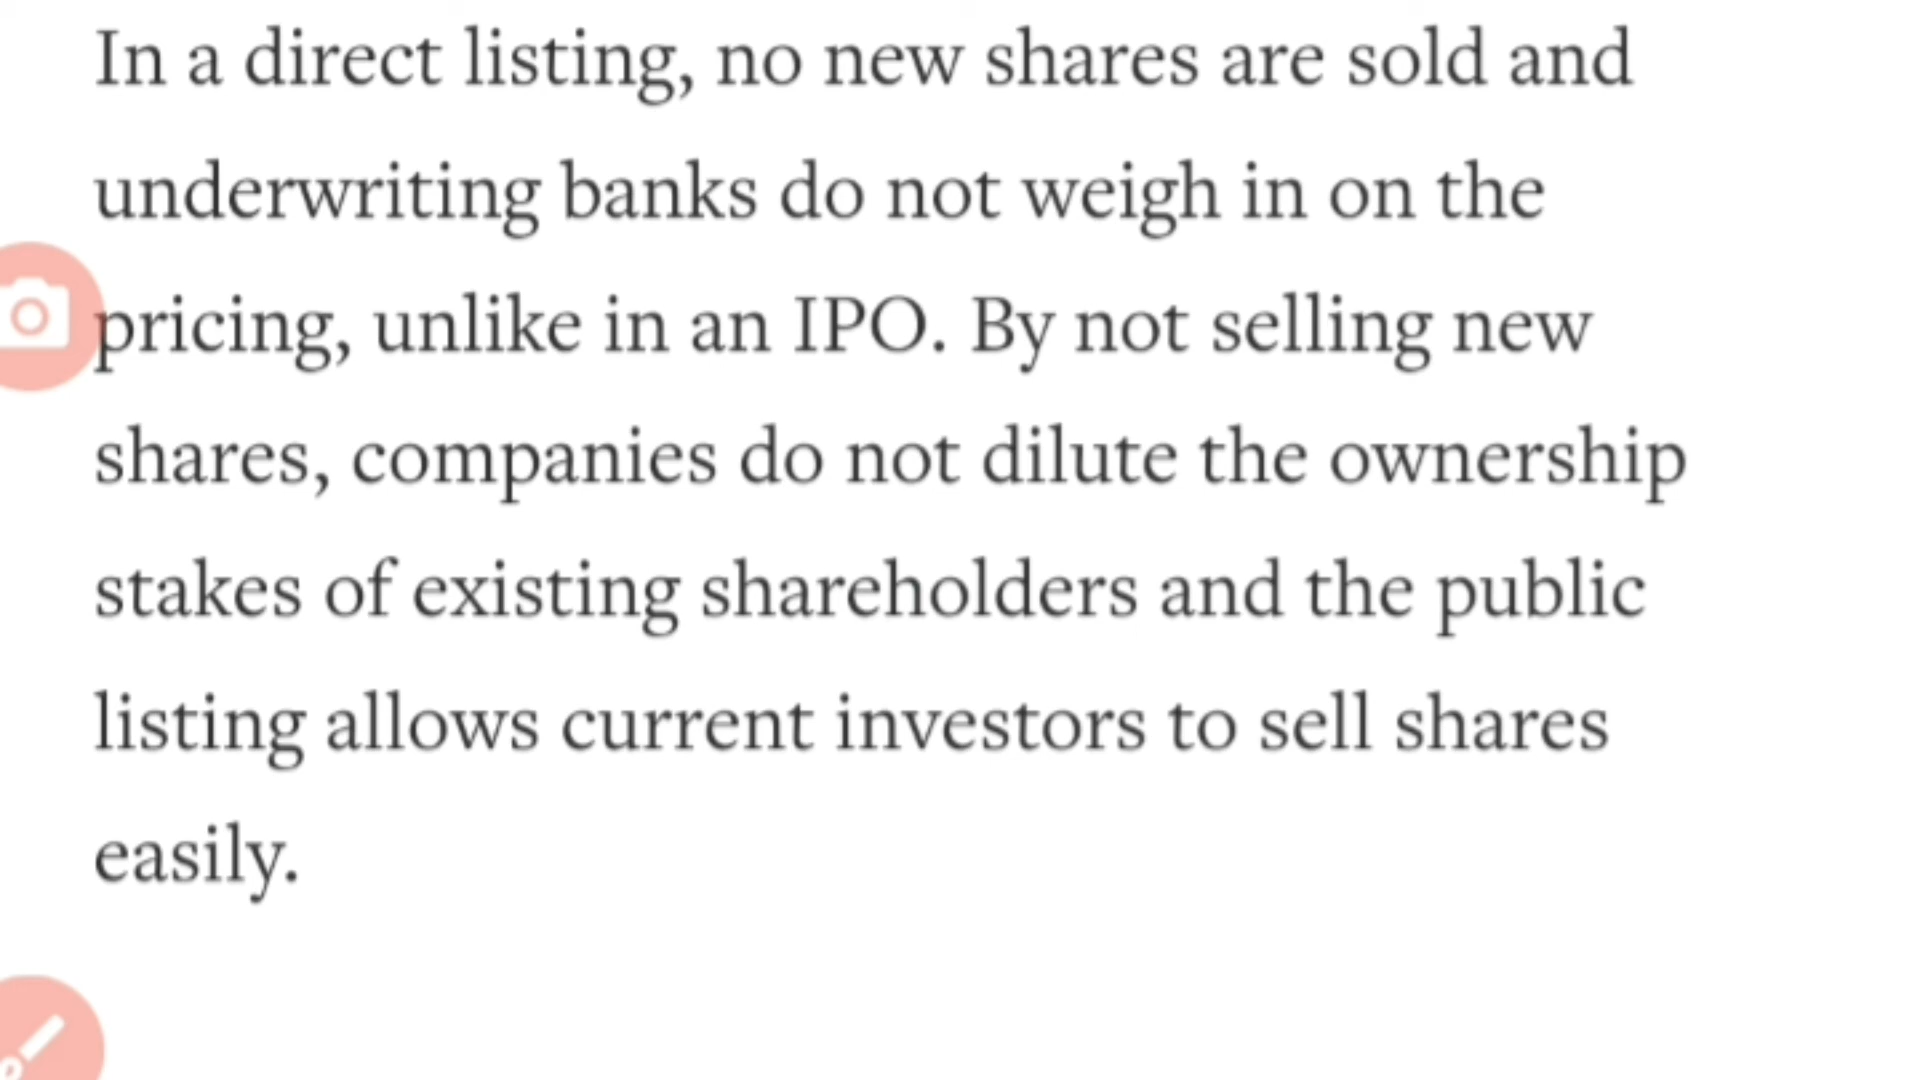 In a direct listing, no new shares are sold and
underwriting banks do not weigh in on the
pricing, unlike in an IPO. By not selling new
shares, companies do not dilute the ownership
stakes of existing shareholders and the public
listing allows current investors to sell shares
easily.